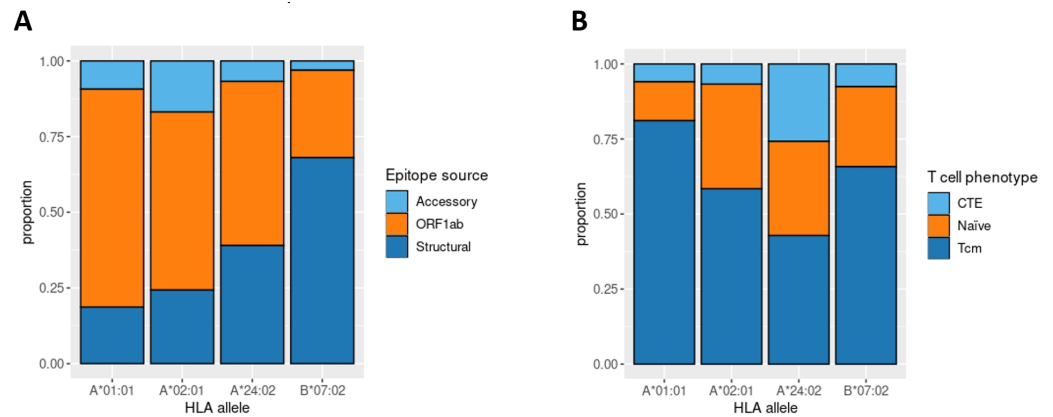 A
1.00
0.75
0.50
0.25
0.00
proportion
A*01:01 A*02:01 A*24:02 B*07:02
HLA allele
Epitope source
Accessory
ORF1ab
Structural
B
1.00
0.75
0.50
0.25
0.00
proportion
A*01:01 A*02:01 A*24:02 B*07:02
HLA allele
T cell phenotype
CTE
Naïve
Tcm